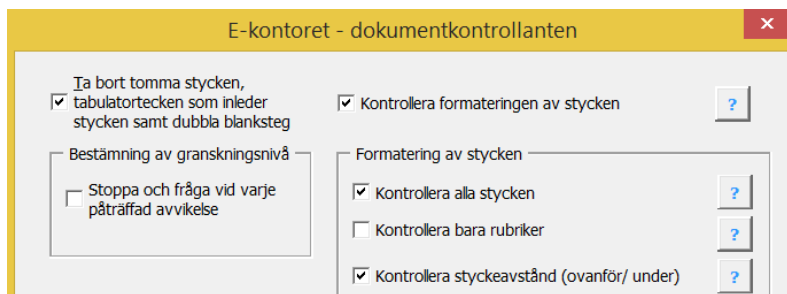 E-kontoret - dokumentkontrollanten
x
Ta bort tomma stycken,
tabulatortecken som inleder
stycken samt dubbla blanksteg
Kontrollera formateringen av stycken
?
Bestämning av granskningsnivå
Stoppa och fråga vid varje
påträffad avvikelse
Formatering av stycken
Kontrollera alla stycken
?
Kontrollera bara rubriker
?
Kontrollera styckeavstånd (ovanför/ under)
?